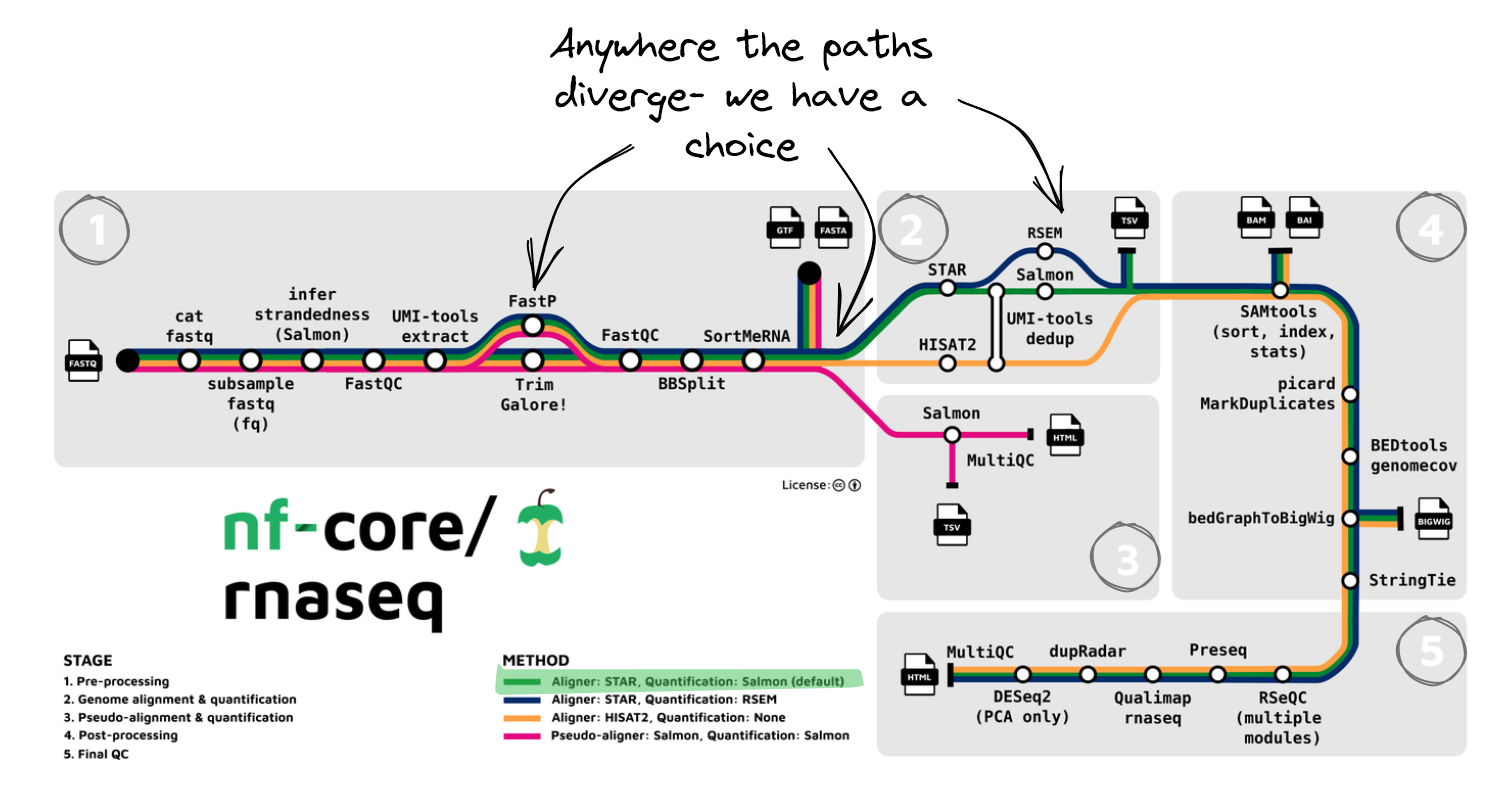 Anywhere the paths
diverge- we have a
choice
1
GTF
FASTA
infer
strandedness
(Salmon)
cat
fastq
UMI-tools
extract
FastP
FastQC
SortMeRNA
FASTQ
subsample
fastq
(fq)
FastQC
Trim
Galore!
BBSplit
2
RSEM
TSV
STAR
Salmon
UMI-tools
dedup
HISAT2
Salmon
HTML
MultiQC
TSV
3
4
BAM
BAI
SAMtools
(sort, index,
stats)
picard
MarkDuplicates
BEDtools
genomecov
bedGraphToBigWig
BIGWIG
StringTie
5
MultiQC
dupRadar
Preseq
HTML
DESeq2
(PCA only)
Qualimap
rnaseq
RSeQC
(multiple
modules)
License: cc
nf-core/
rnaseq
STAGE
1. Pre-processing
2. Genome alignment & quantification
3. Pseudo-alignment & quantification
4. Post-processing
5. Final QC
METHOD
Aligner: STAR, Quantification: Salmon (default)
Aligner: STAR, Quantification: RSEM
Aligner: HISAT2, Quantification: None
Pseudo-aligner: Salmon, Quantification: Salmon